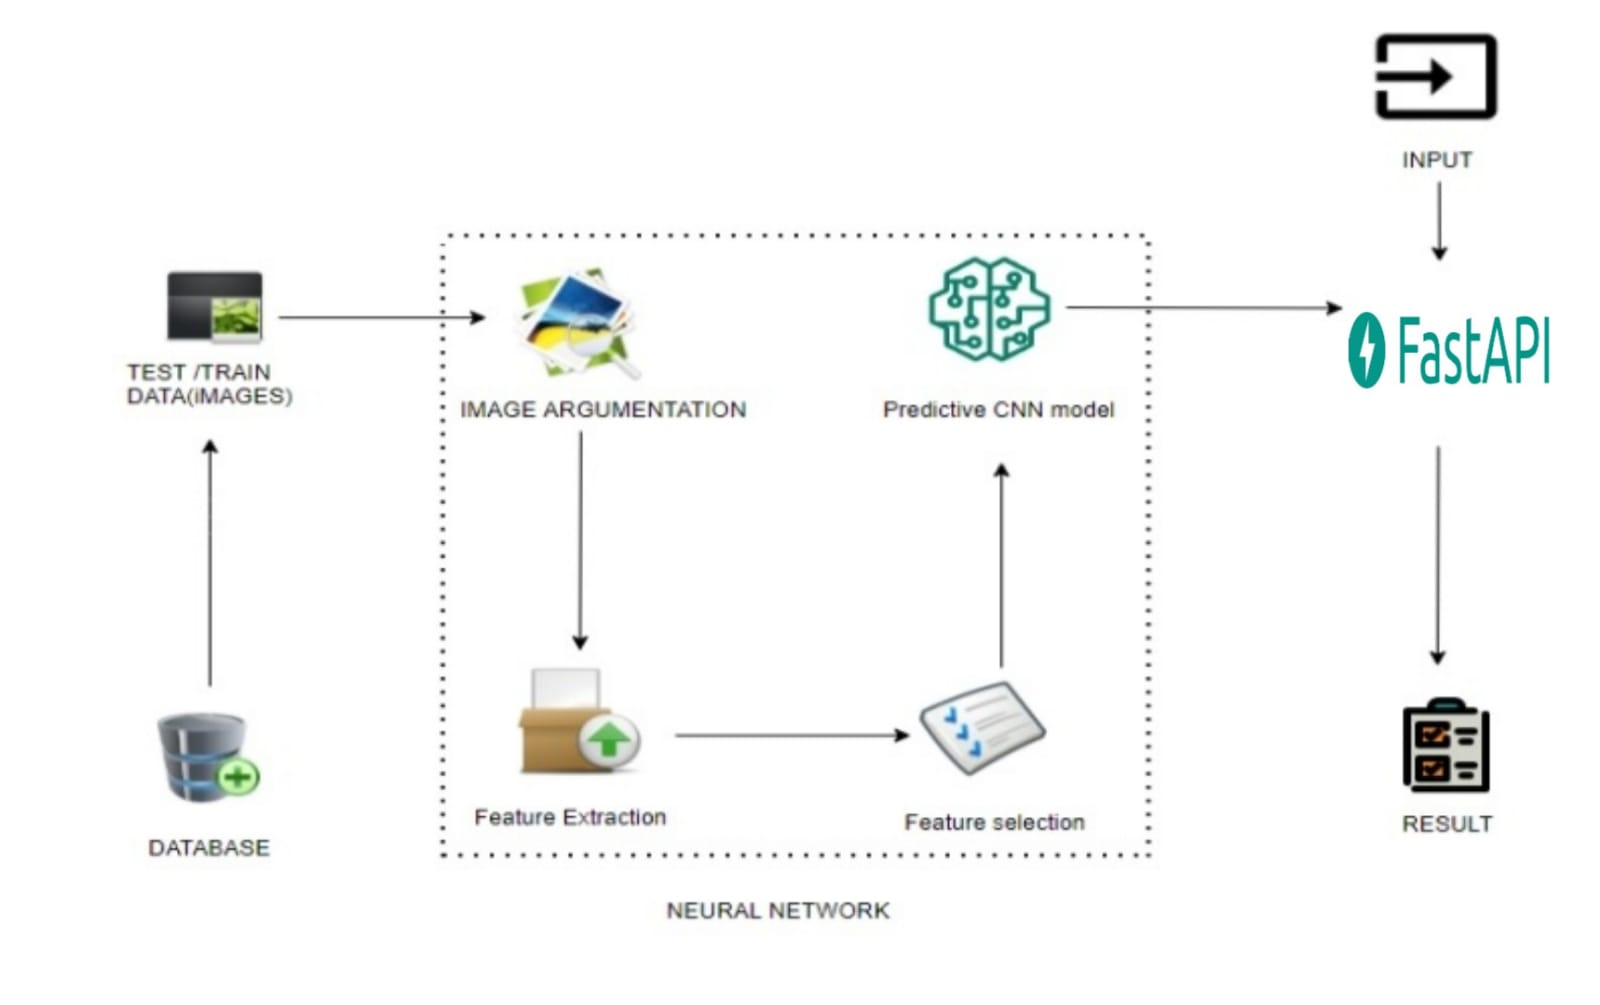 INPUT
FastAPI
TEST /TRAIN
DATA(iMAGES)
IMAGE ARGUMENTATION
Predictive CNN model
Feature Extraction
Feature selection
DATABASE
RESULT
NEURAL NETWORK